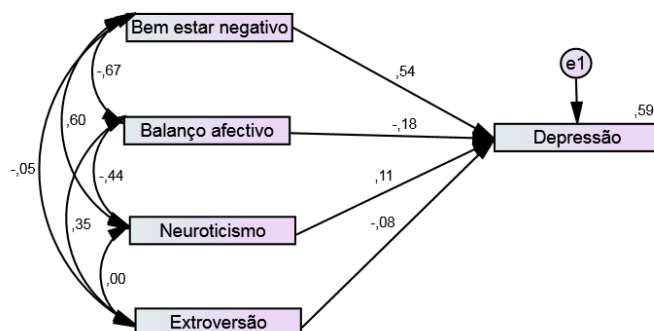 Bem estar negativo
e1
-,67
,54
,59
,60
Balanço afectivo
-,18
Depressão
-,05
-,44
,11
,35
Neuroticismo
-,08
,00
Extroversão